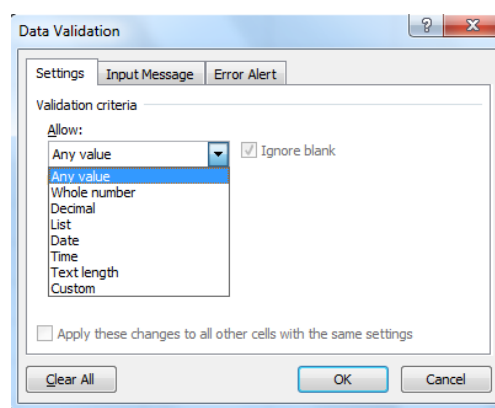 Data Validation
Settings Input Message Error Alert
Validation criteria
Allow:
Any value Ignore blank
Any value
Whole number
Decimal
List
Date
Time
Text length
Custom
Apply these changes to all other cells with the same settings
Clear All OK Cancel